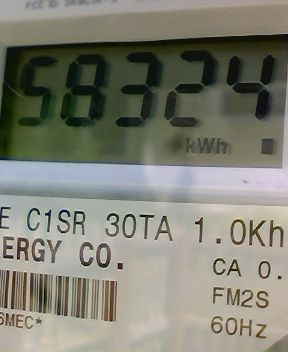 58324
kWh
E C1SR 30TA 1.0Kh
ERGY CO.
CA 0.
FM2S
6MEC*
60Hz